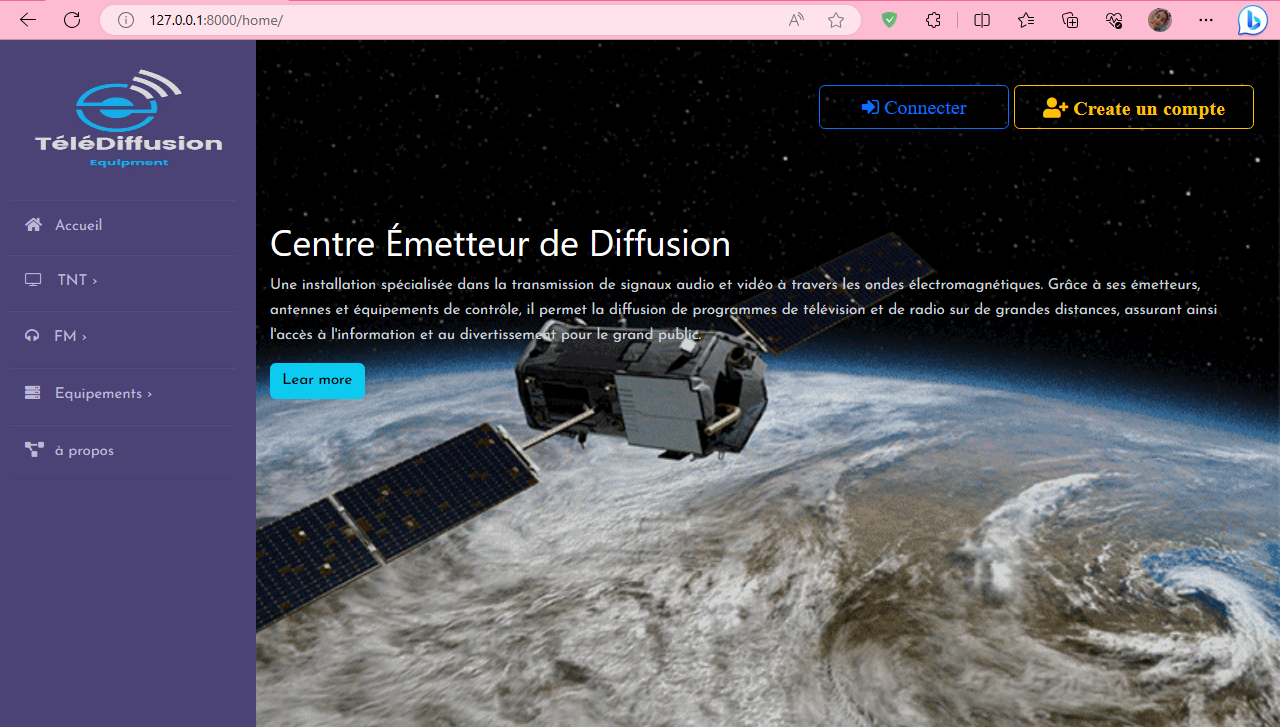 127.0.0.1:8000/home/
TéléDiffusion
Equipment
Connecter
Create un compte
Accueil
TNT ›
FM ›
Equipements ›
à propos
Centre Émetteur de Diffusion
Une installation spécialisée dans la transmission de signaux audio et vidéo à travers les ondes électromagnétiques. Grâce à ses émetteurs,
antennes et équipements de contrôle, il permet la diffusion de programmes de télévision et de radio sur de grandes distances, assurant ainsi
l'accès à l'information et au divertissement pour le grand public.
Lear more